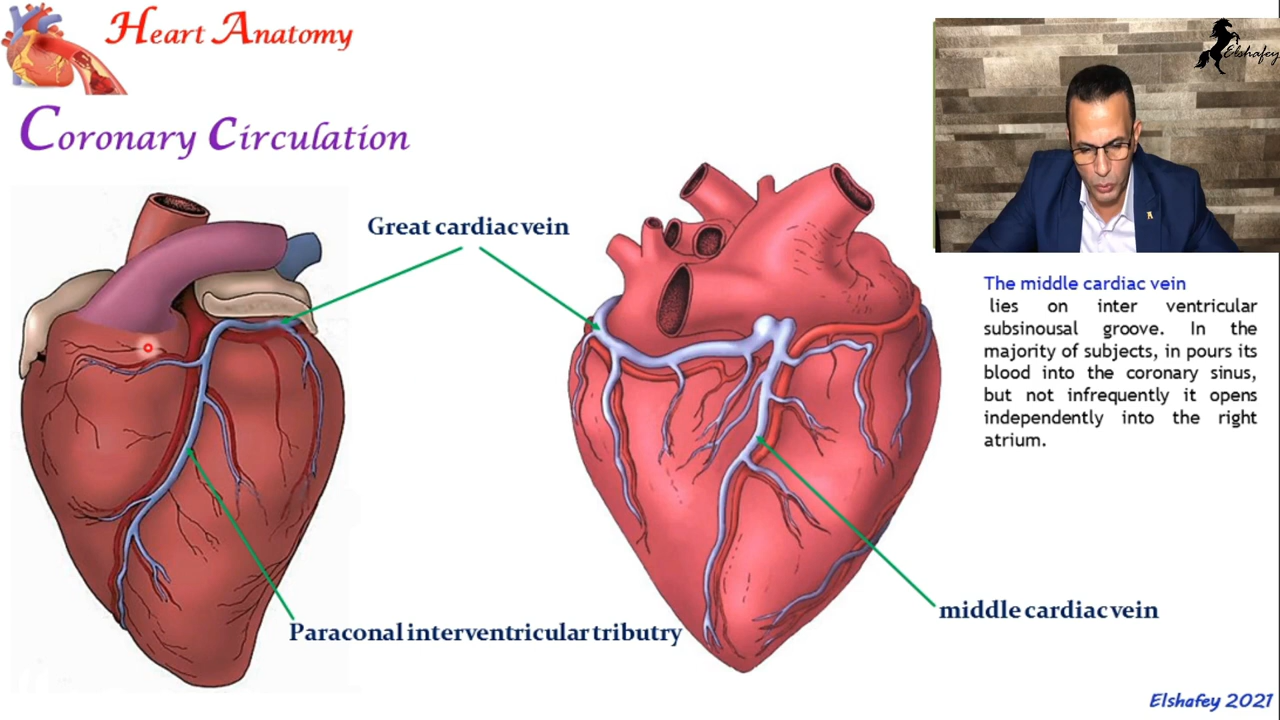 Heart Anatomy
Elshafey
Coronary Circulation
Great cardiac vein
The middle cardiac vein
lies on inter ventricular
subsinousal groove. In the
majority of subjects, in pours its
blood into the coronary sinus,
but not infrequently it opens
independently into the right
atrium.
middle cardiac vein
Paraconal interventricular tributry
Elshafey 2021